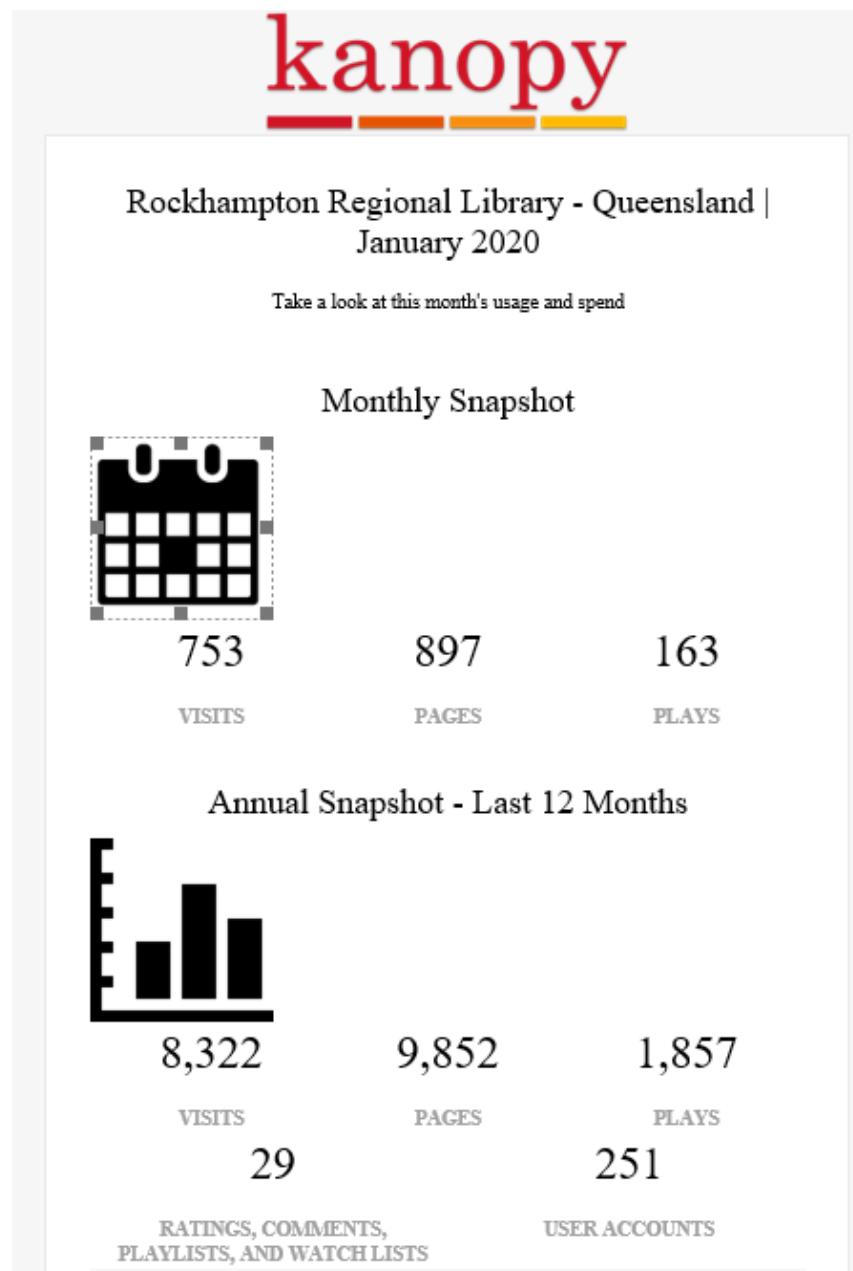 kanopy
Rockhampton Regional Library - Queensland |
January 2020
Take a look at this month's usage and spend
Monthly Snapshot
753 897 163
VISITS PAGES PLAYS
Annual Snapshot - Last 12 Months
8,322 9,852 1,857
VISITS PAGES PLAYS
29 251
RATINGS, COMMENTS, USER ACCOUNTS
PLAYLISTS, AND WATCH LISTS